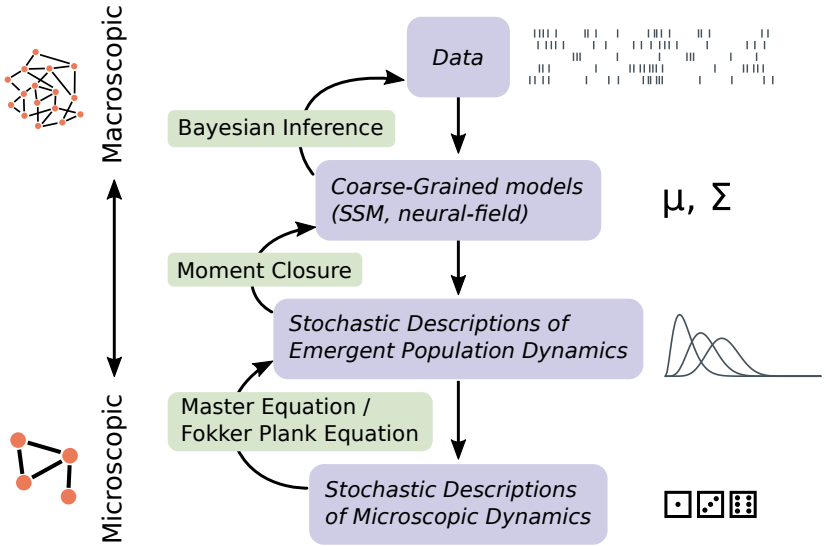 Macroscopic
Microscopic
Data
Bayesian Inference
Coarse-Grained models
(SSM, neural-field)
μ, Σ
Moment Closure
Stochastic Descriptions of
Emergent Population Dynamics
Master Equation /
Fokker Plank Equation
Stochastic Descriptions
of Microscopic Dynamics